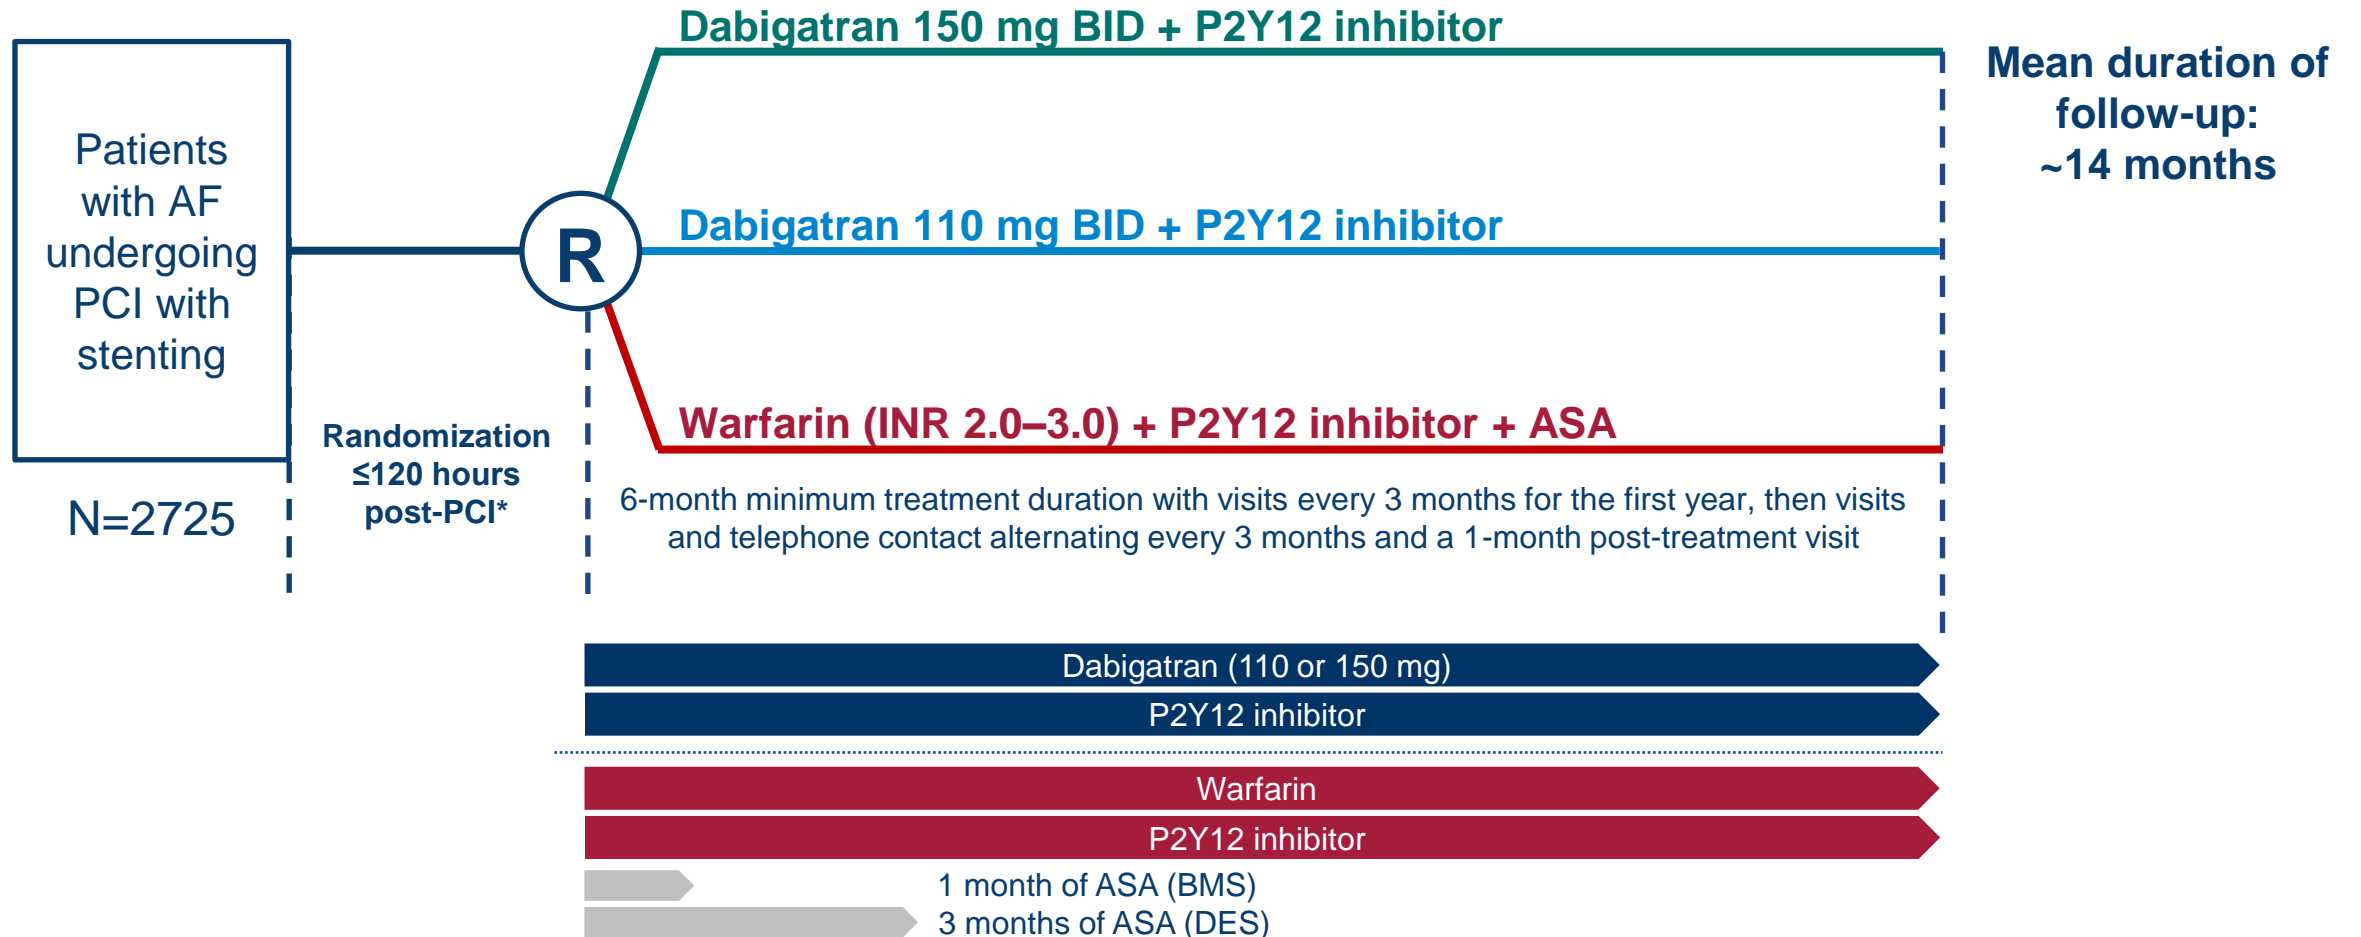 Patients
with AF
undergoing
PCI with
stenting
N=2725
Randomization
≤120 hours
post-PCI*
R
Dabigatran 150 mg BID + P2Y12 inhibitor
Dabigatran 110 mg BID + P2Y12 inhibitor
Warfarin (INR 2.0–3.0) + P2Y12 inhibitor + ASA
6-month minimum treatment duration with visits every 3 months for the first year, then visits
and telephone contact alternating every 3 months and a 1-month post-treatment visit
Mean duration of
follow-up:
~14 months
Dabigatran (110 or 150 mg)
P2Y12 inhibitor
Warfarin
P2Y12 inhibitor
1 month of ASA (BMS)
3 months of ASA (DES)